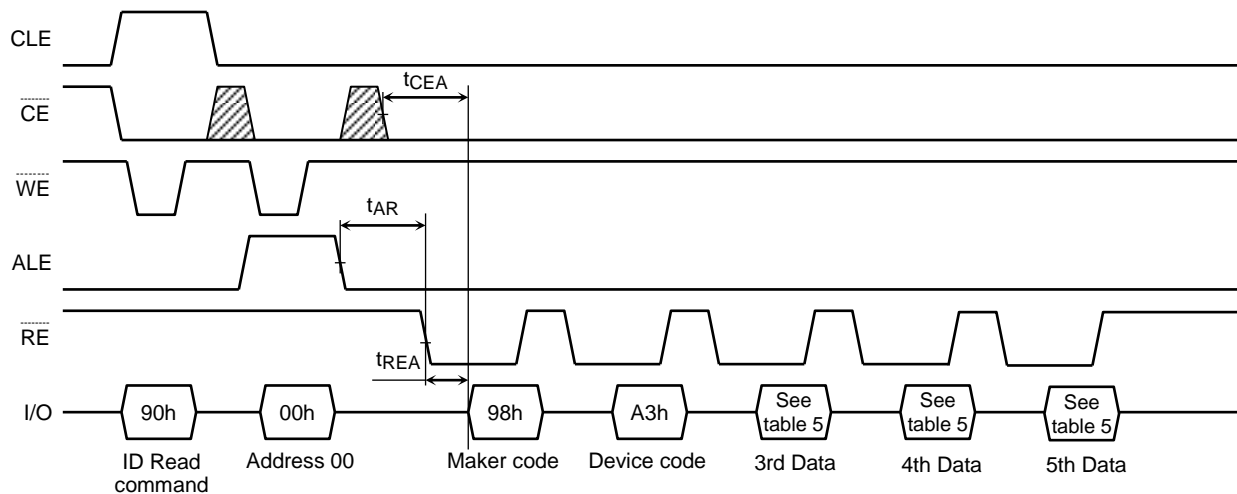 CLE
tCEA
CE
WE
tAR
ALE
RE
tREA
I/O
90h
00h
98h
A3h
See
table 5
See
table 5
See
table 5
ID Read
command
Address 00
Maker code
Device code
3rd Data
4th Data
5th Data